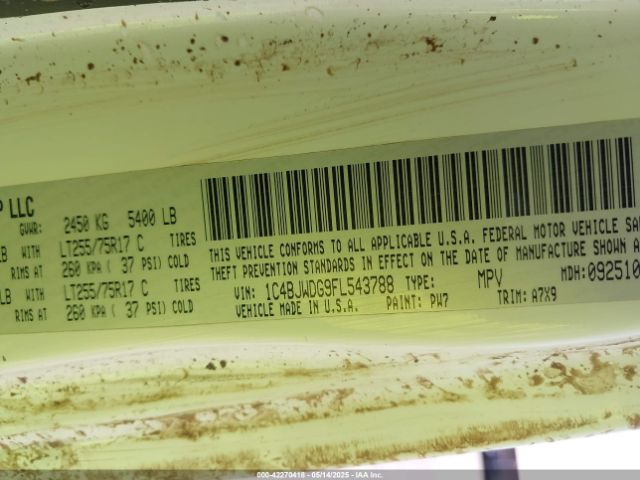 P LLC
GVWR: 2450 KG 5400 LB
LB WITH LT255/75R17 C TIRES
RIMS AT 260 KPA ( 37 PSI) COLD
LB WITH LT255/75R17 C TIRES
RIMS AT 260 KPA ( 37 PSI) COLD
THIS VEHICLE CONFORMS TO ALL APPLICABLE U.S.A. FEDERAL MOTOR VEHICLE SA
THEFT PREVENTION STANDARDS IN EFFECT ON THE DATE OF MANUFACTURE SHOWN A
VIN: 1C4BJWDG9FL543788 TYPE: MPV MDH: 092510
VEHICLE MADE IN U.S.A. PAINT: PW7 TRIM: A7X9
000-42270418 - 05/14/2025 - IAA, Inc.